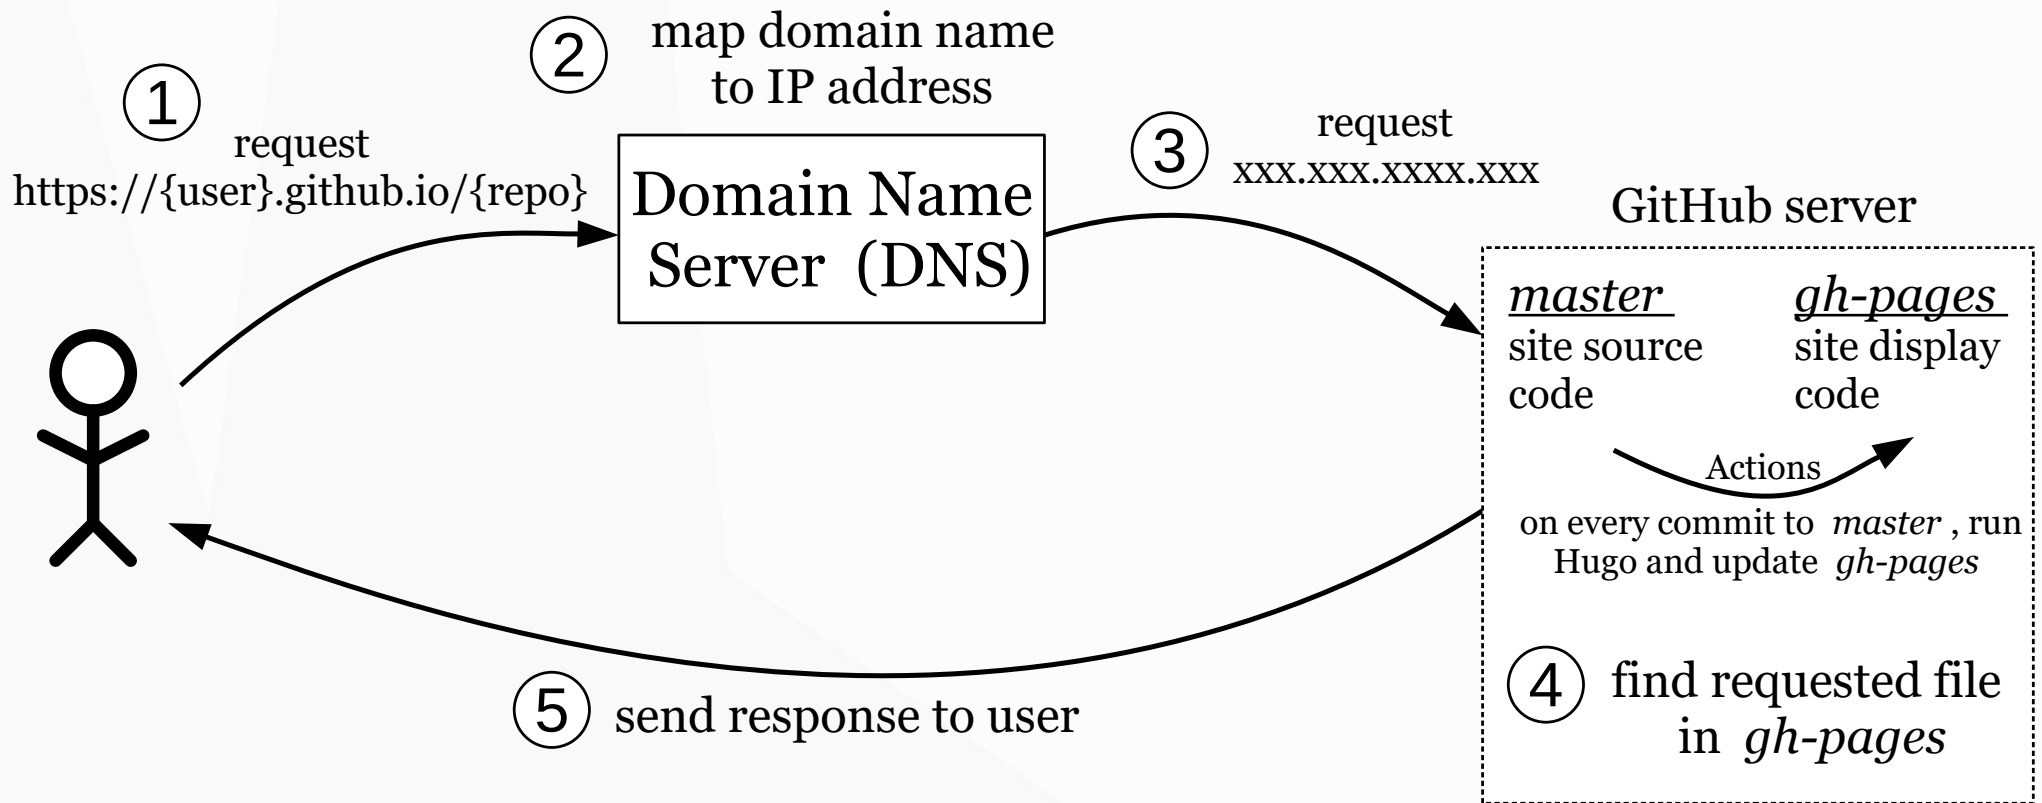 1
request
https://{user}.github.io/{repo}
2
map domain name
to IP address
Domain Name
Server (DNS)
3
request
xxx.xxx.xxxx.xxx
GitHub server
master
site source
code
gh-pages
site display
code
Actions
on every commit to master, run
Hugo and update gh-pages
4
find requested file
in gh-pages
5
send response to user